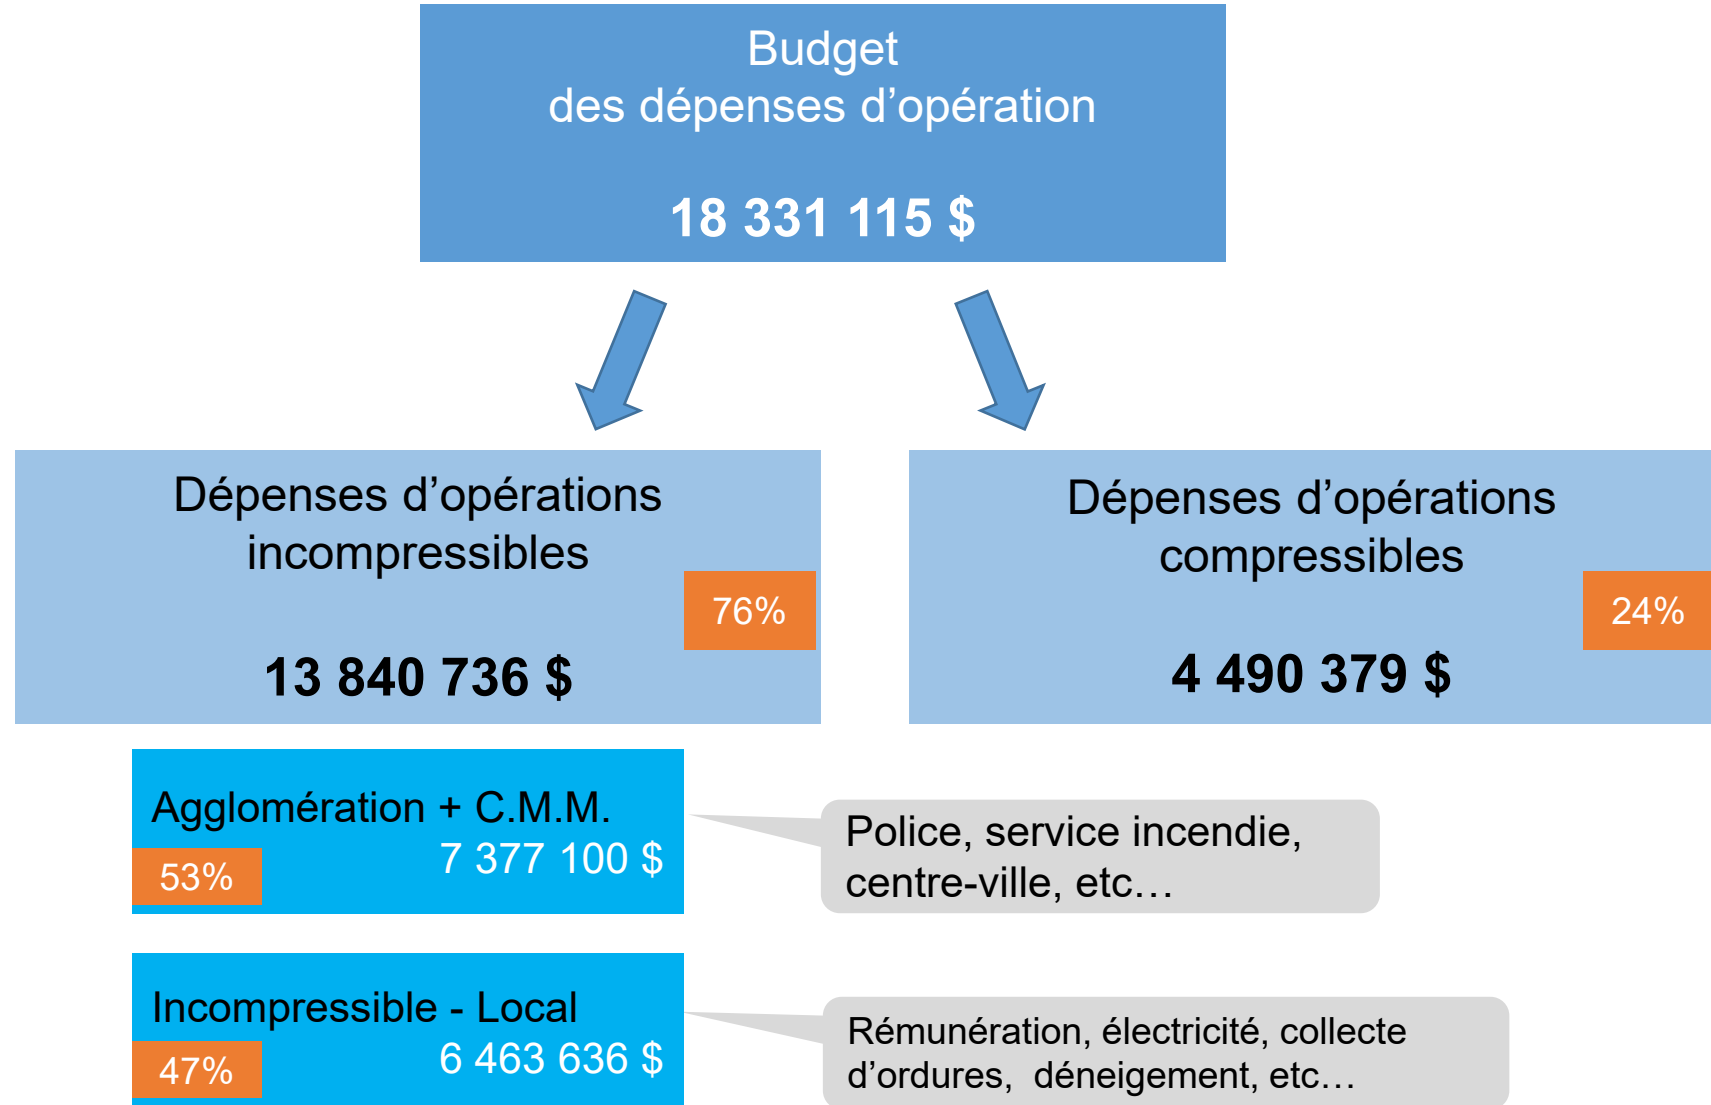 Budget
des dépenses d’opération
18 331 115 $
Dépenses d’opérations
incompressibles
76%
13 840 736 $
Dépenses d’opérations
compressibles
24%
4 490 379 $
Agglomération + C.M.M.
7 377 100 $
53%
Police, service incendie,
centre-ville, etc…
Incompressible - Local
6 463 636 $
47%
Rémunération, électricité, collecte
d’ordures,  déneigement, etc…